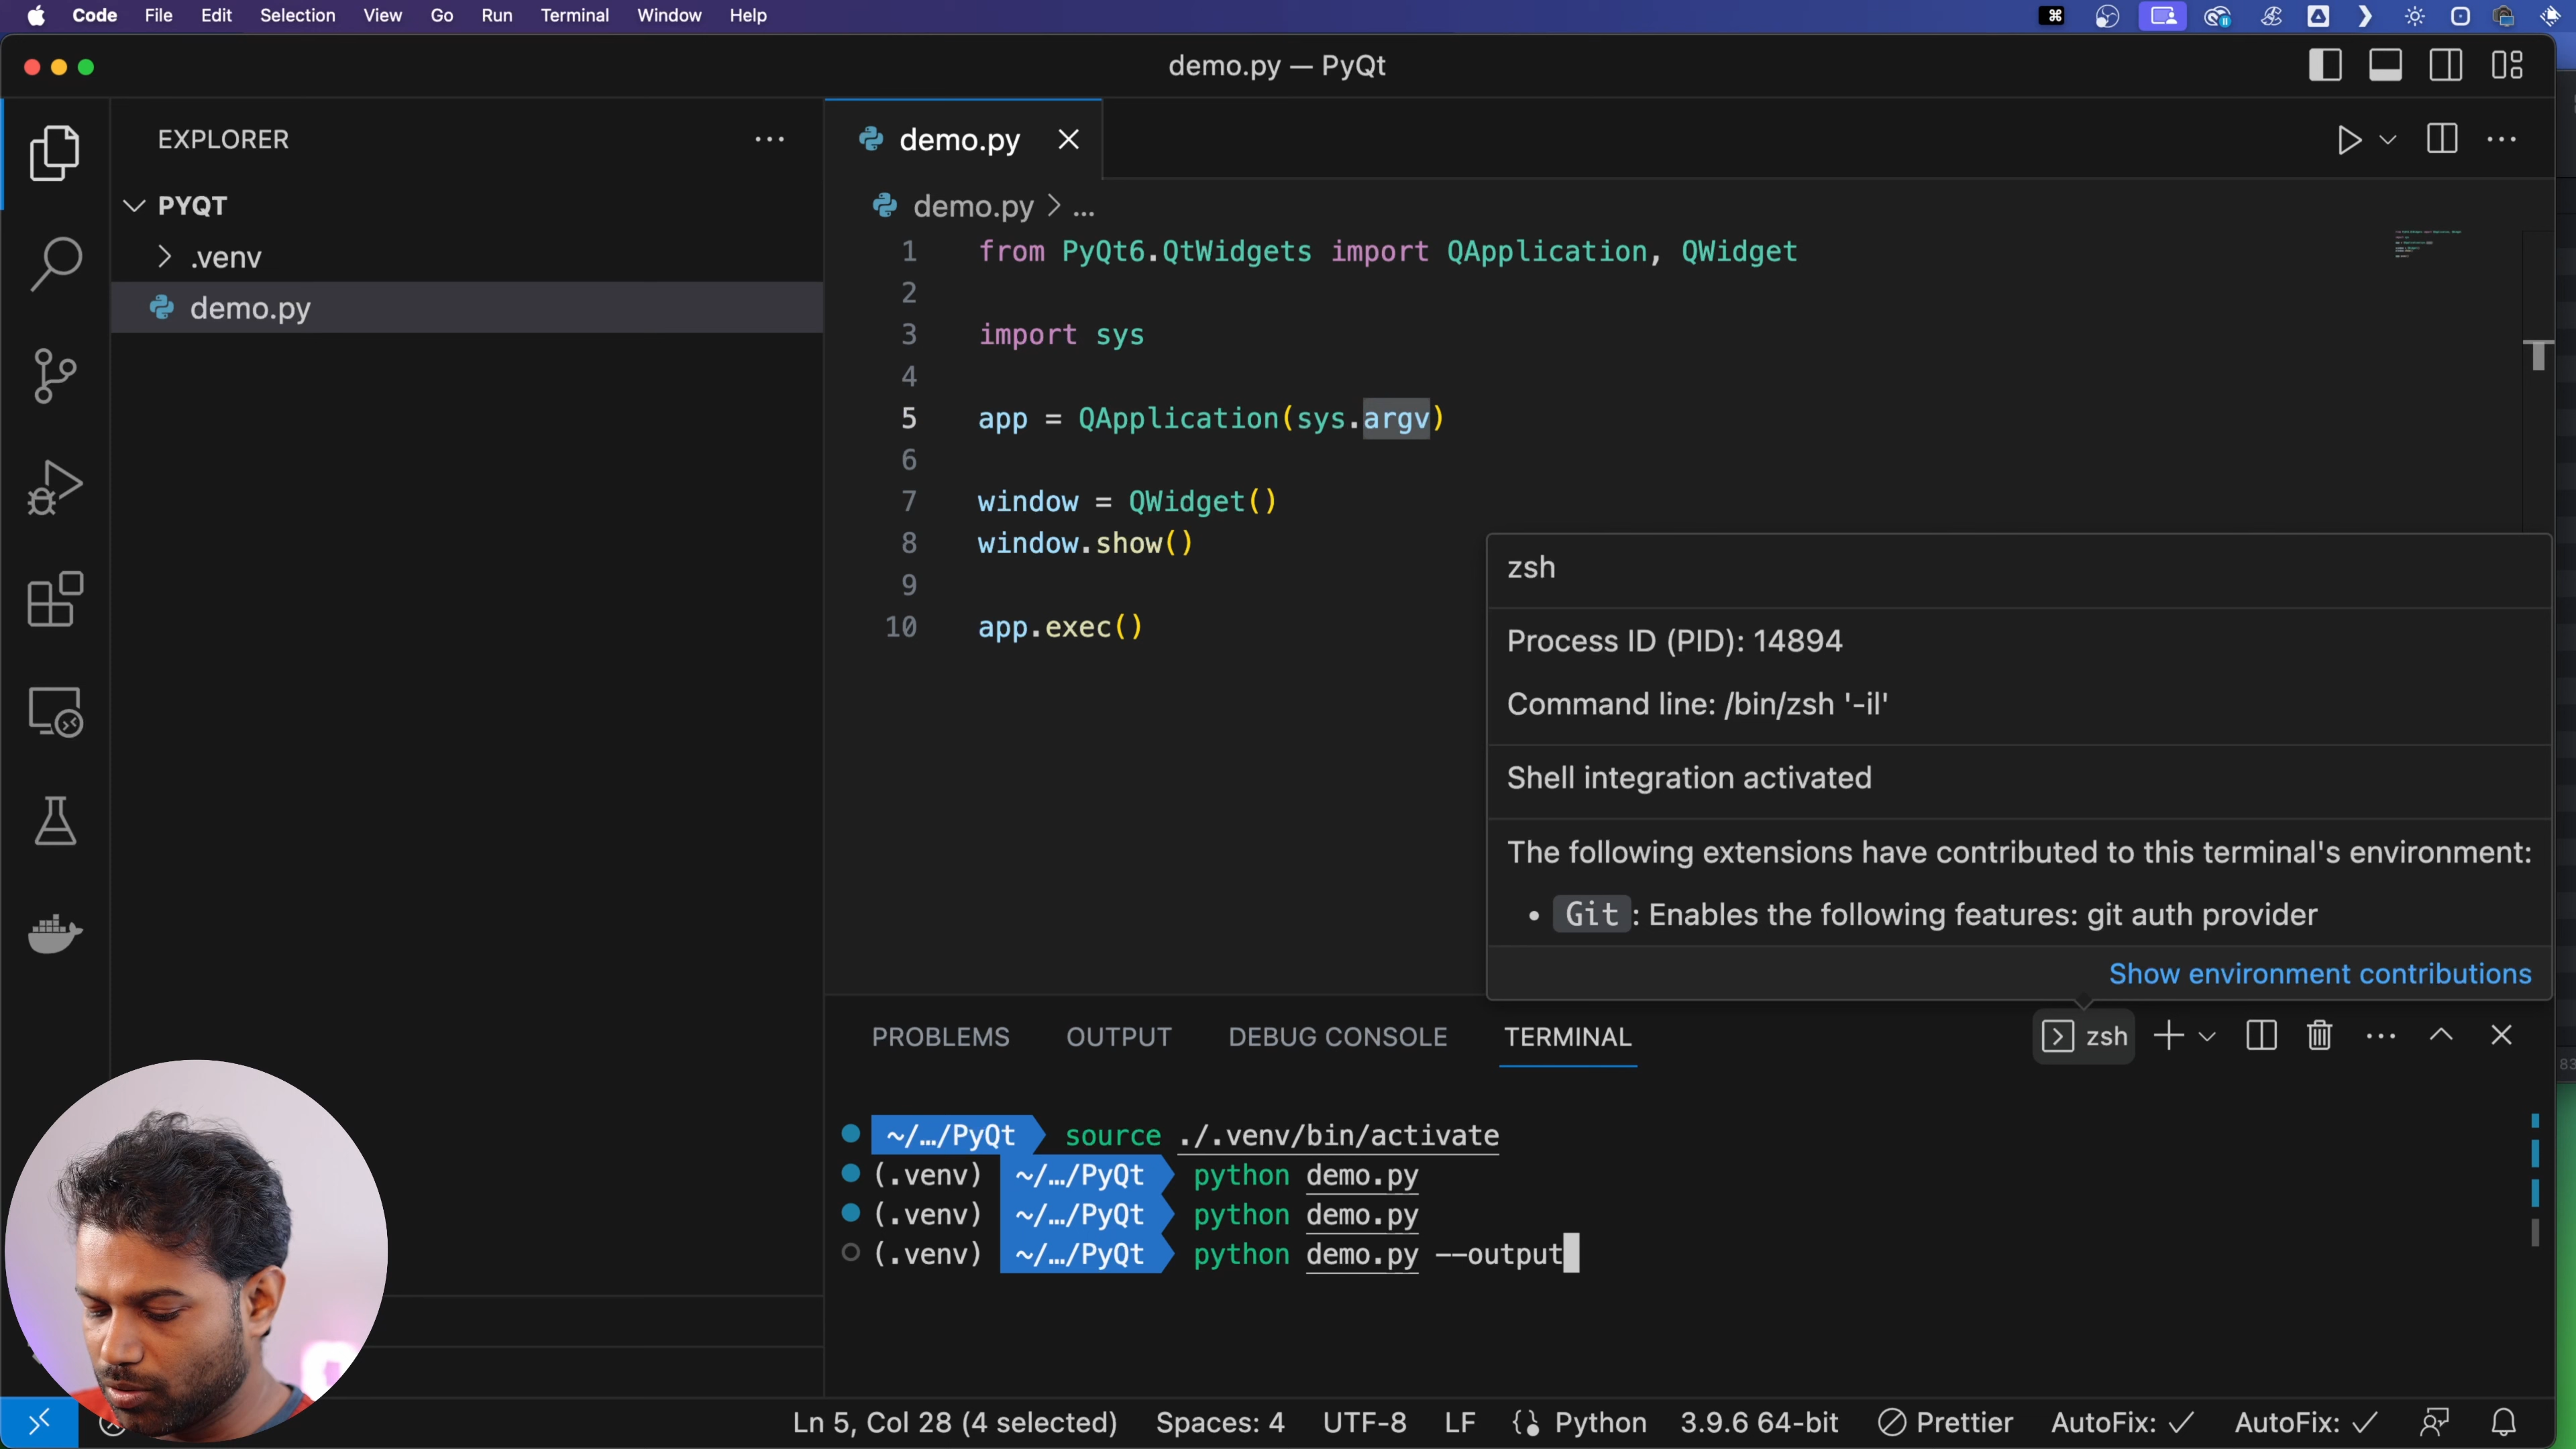 Code File Edit Selection View Go Run Terminal Window Help
demo.py — PyQt
EXPLORER
PYQT
.venv
demo.py
demo.py
demo.py > ...
1 from PyQt6.QtWidgets import QApplication, QWidget
2
3 import sys
4
5 app = QApplication(sys.argv)
6
7 window = QWidget()
8 window.show()
9
10 app.exec()
zsh
Process ID (PID): 14894
Command line: /bin/zsh '-il'
Shell integration activated
The following extensions have contributed to this terminal's environment:
• Git: Enables the following features: git auth provider
Show environment contributions
PROBLEMS OUTPUT DEBUG CONSOLE TERMINAL
zsh
83
~/…/PyQt source ./.venv/bin/activate
(.venv) ~/…/PyQt python demo.py
(.venv) ~/…/PyQt python demo.py
(.venv) ~/…/PyQt python demo.py --output
Ln 5, Col 28 (4 selected) Spaces: 4 UTF-8 LF Python 3.9.6 64-bit Prettier AutoFix: ✓ AutoFix: ✓